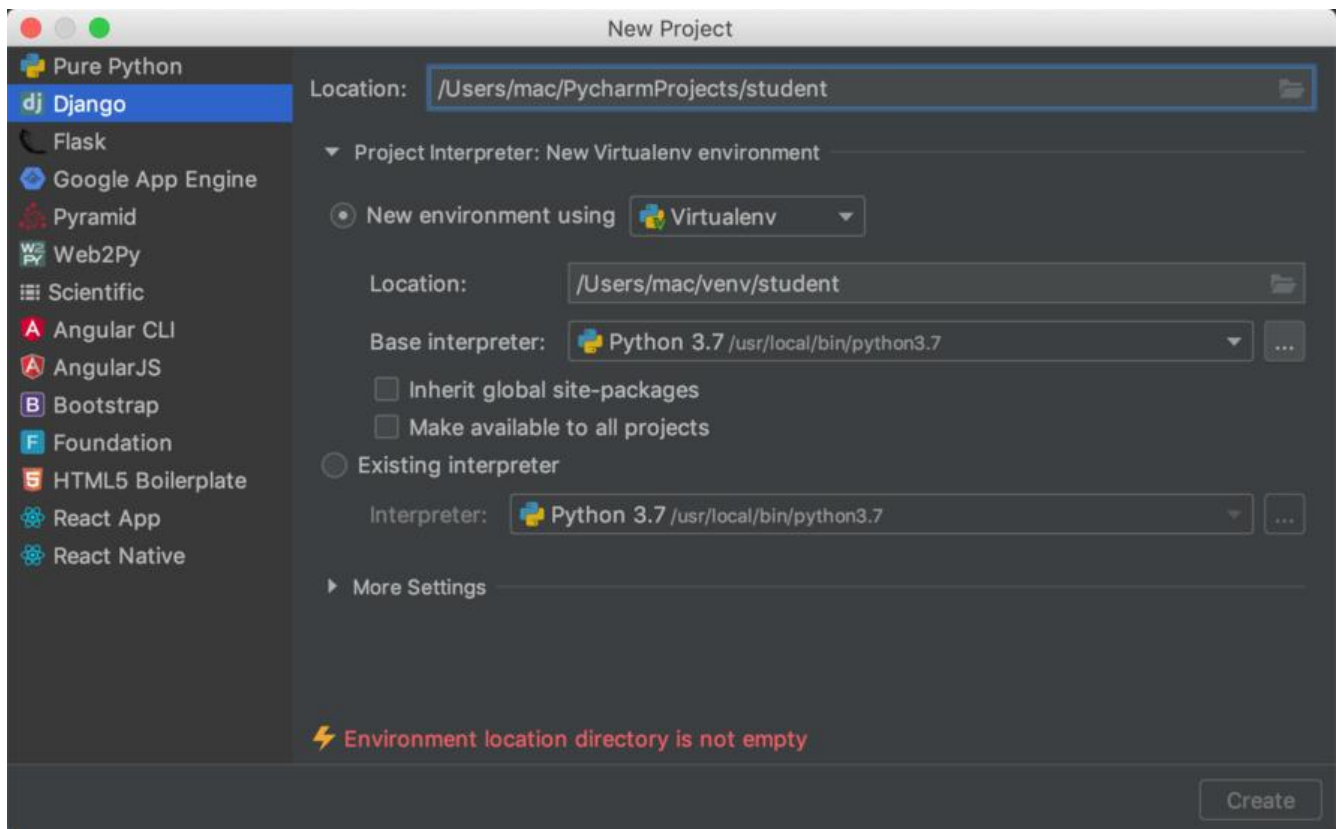 New Project
Pure Python
dj Django
Flask
Google App Engine
Pyramid
W2PY Web2Py
Scientific
A Angular CLI
A AngularJS
B Bootstrap
F Foundation
5 HTML5 Boilerplate
React App
React Native
Location: /Users/mac/PycharmProjects/student
Project Interpreter: New Virtualenv environment
New environment using Virtualenv
Location: /Users/mac/venv/student
Base interpreter: Python 3.7 /usr/local/bin/python3.7 ...
Inherit global site-packages
Make available to all projects
Existing interpreter
Interpreter: Python 3.7 /usr/local/bin/python3.7 ...
More Settings
Environment location directory is not empty
Create